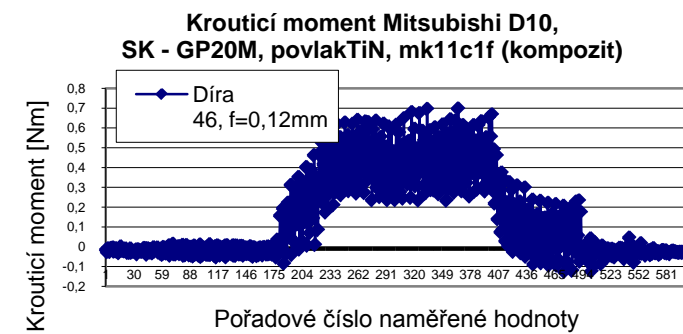 Krouticí moment Mitsubishi D10,
SK - GP20M, povlakTiN, mk11c1f (kompozit)
Krouticí moment [Nm]
0,8
0,7
0,6
0,5
0,4
0,3
0,2
0,1
0
-0,1
-0,2
Díra
46, f=0,12mm
1 30 59 88 117 146 175 204 233 262 291 320 349 378 407 436 465 494 523 552 581
Pořadové číslo naměřené hodnoty